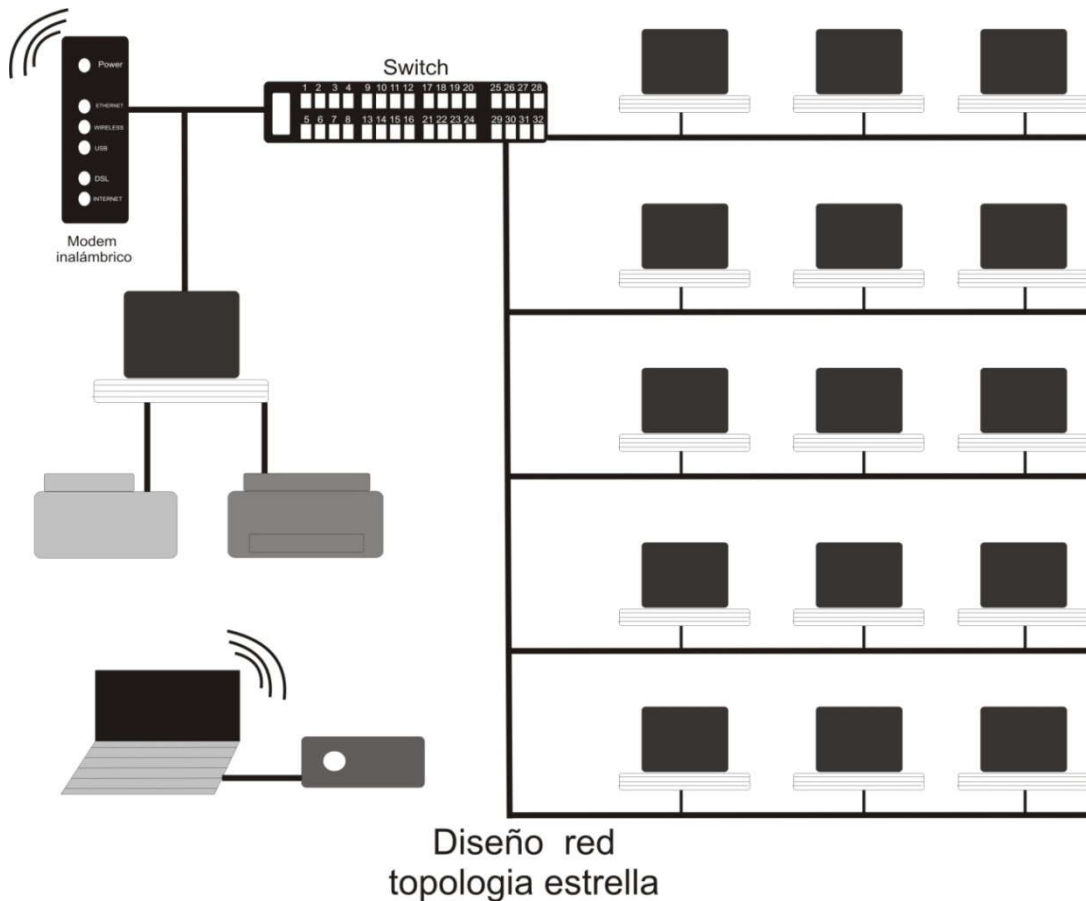 Power
ETHERNET
WIRELESS
USB
DSL
INTERNET
Modem
inalámbrico
Switch
1 2 3 4 9 10 11 12 17 18 19 20 25 26 27 28
5 6 7 8 13 14 15 16 21 22 23 24 29 30 31 32
Diseño red
topologia estrella